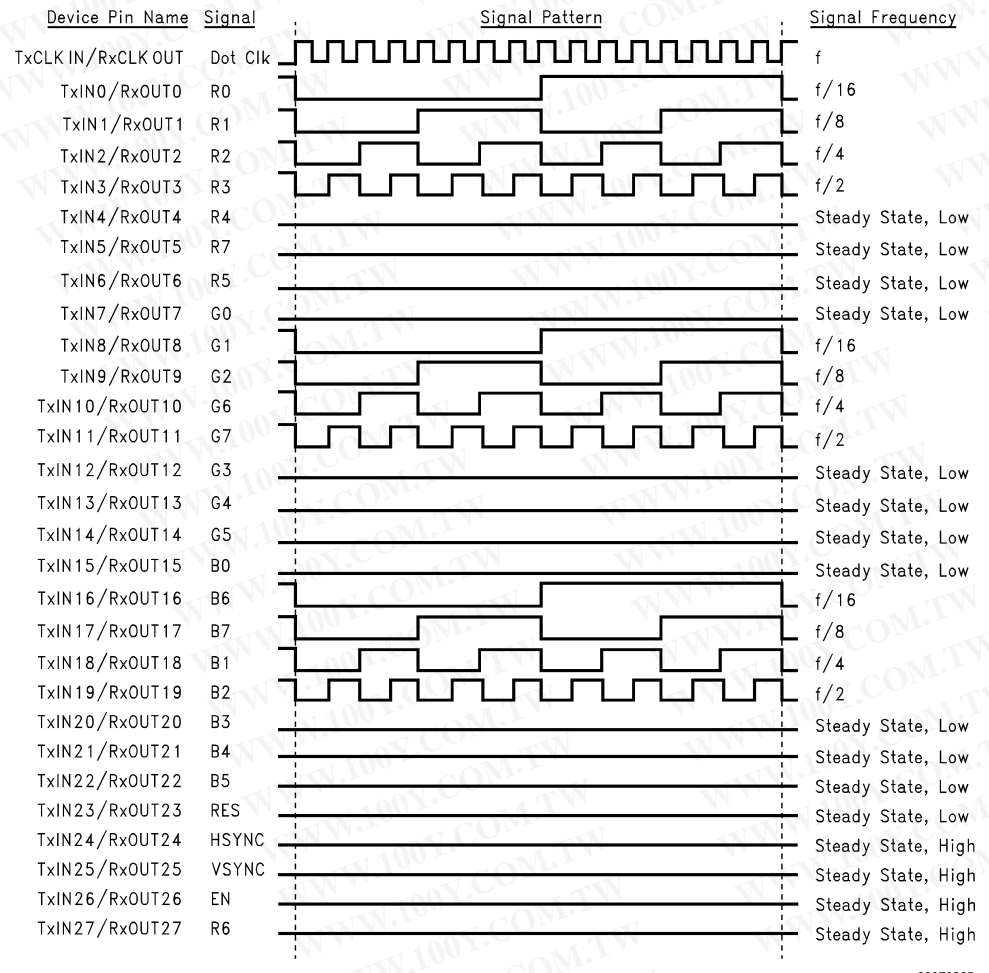 Device Pin Name Signal Signal Pattern Signal Frequency
TxCLK IN/RxCLK OUT Dot Clk f
TxIN0/RxOUT0 R0 f/16
TxIN1/RxOUT1 R1 f/8
TxIN2/RxOUT2 R2 f/4
TxIN3/RxOUT3 R3 f/2
TxIN4/RxOUT4 R4 Steady State, Low
TxIN5/RxOUT5 R7 Steady State, Low
TxIN6/RxOUT6 R5 Steady State, Low
TxIN7/RxOUT7 G0 Steady State, Low
TxIN8/RxOUT8 G1 f/16
TxIN9/RxOUT9 G2 f/8
TxIN10/RxOUT10 G6 f/4
TxIN11/RxOUT11 G7 f/2
TxIN12/RxOUT12 G3 Steady State, Low
TxIN13/RxOUT13 G4 Steady State, Low
TxIN14/RxOUT14 G5 Steady State, Low
TxIN15/RxOUT15 B0 Steady State, Low
TxIN16/RxOUT16 B6 f/16
TxIN17/RxOUT17 B7 f/8
TxIN18/RxOUT18 B1 f/4
TxIN19/RxOUT19 B2 f/2
TxIN20/RxOUT20 B3 Steady State, Low
TxIN21/RxOUT21 B4 Steady State, Low
TxIN22/RxOUT22 B5 Steady State, Low
TxIN23/RxOUT23 RES Steady State, Low
TxIN24/RxOUT24 HSYNC Steady State, High
TxIN25/RxOUT25 VSYNC Steady State, High
TxIN26/RxOUT26 EN Steady State, High
TxIN27/RxOUT27 R6 Steady State, High
WWW.100Y.COM.TW